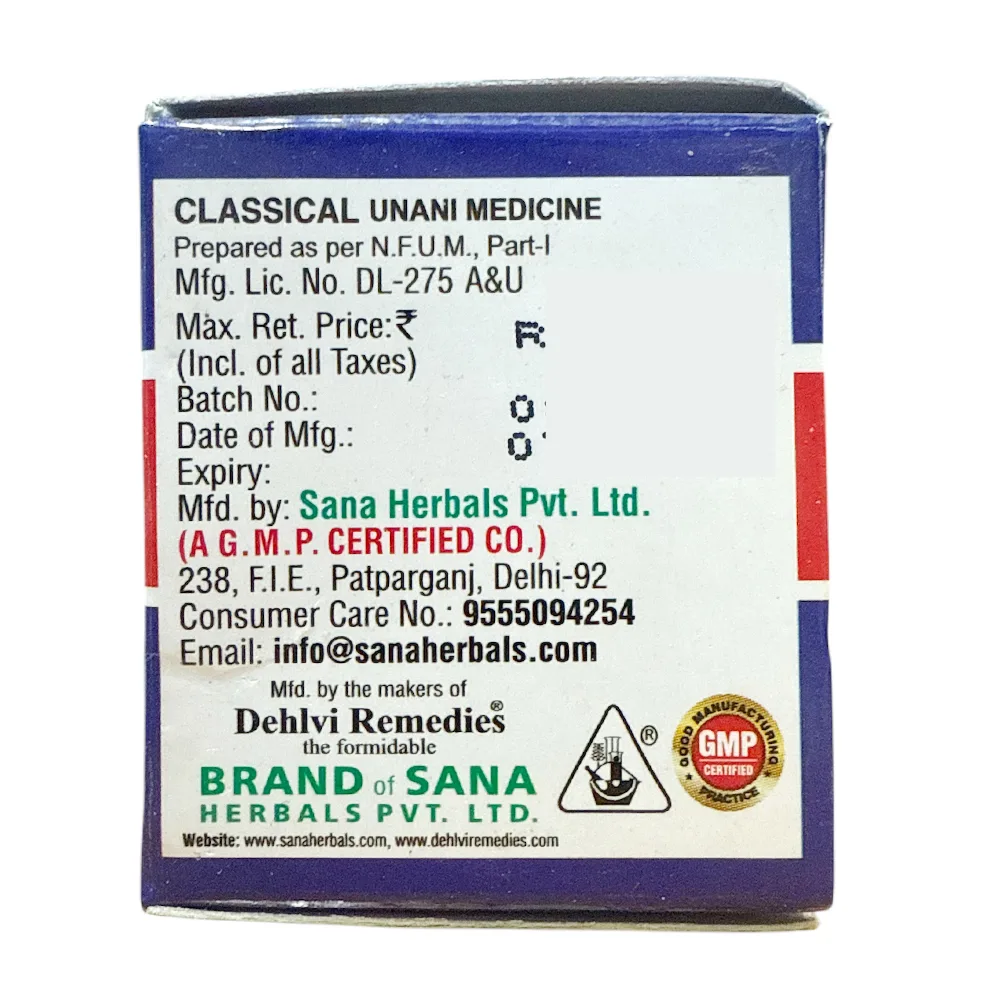 CLASSICAL UNANI MEDICINE
Prepared as per N.F.U.M., Part-I
Mfg. Lic. No. DL-275 A&U
Max. Ret. Price:₹
(Incl. of all Taxes)
Batch No.:
Date of Mfg.:
Expiry:
Mfd. by: Sana Herbals Pvt. Ltd.
(A G.M.P. CERTIFIED CO.)
238, F.I.E., Patparganj, Delhi-92
Consumer Care No.: 9555094254
Email: info@sanaherbals.com
Mfd. by the makers of
Dehlvi Remedies®
the formidable
BRAND of SANA
HERBALS PVT. LTD.
®
GOOD MANUFACTURING
GMP
CERTIFIED
PRACTICE
Website: www.sanaherbals.com, www.dehlviremedies.com